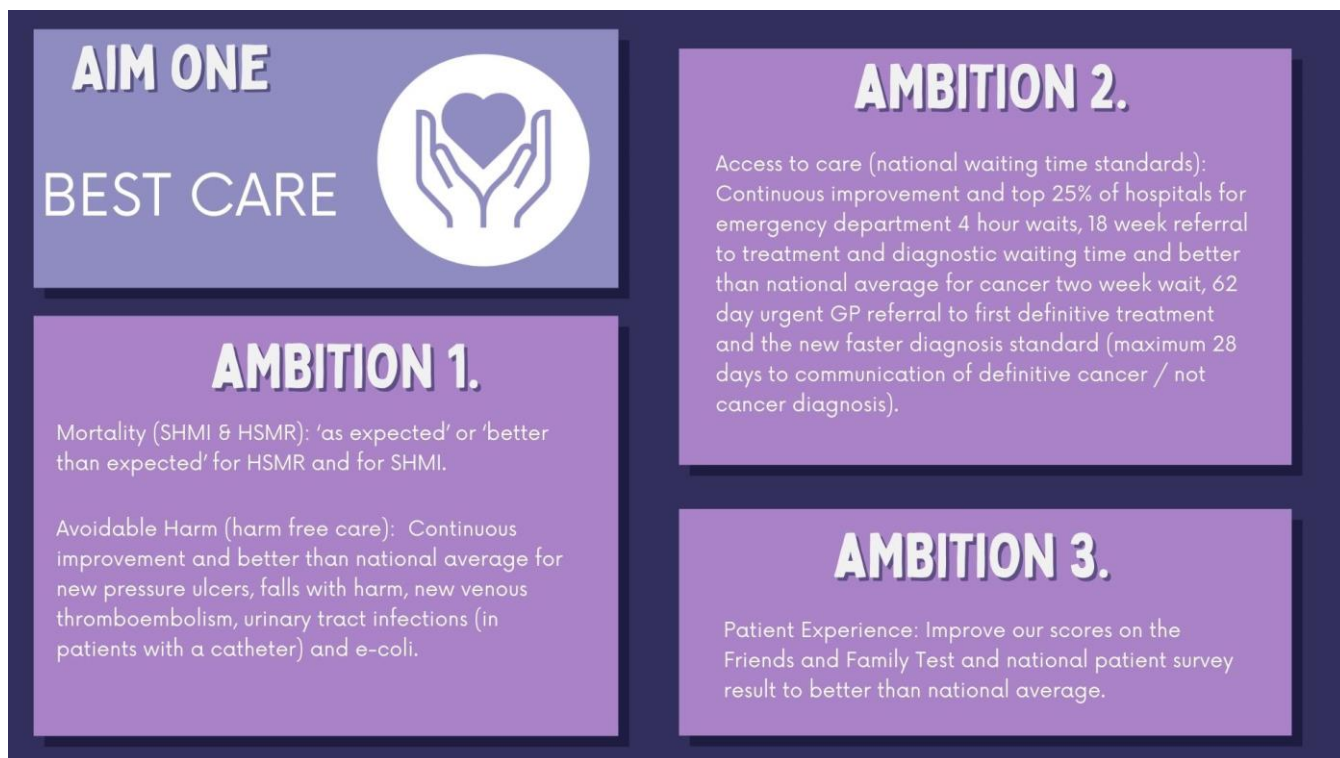 AIM ONE
BEST CARE
AMBITION 1.
Mortality (SHMI & HSMR): ‘as expected’ or ‘better
than expected’ for HSMR and for SHMI.
Avoidable Harm (harm free care):  Continuous
improvement and better than national average for
new pressure ulcers, falls with harm, new venous
thromboembolism, urinary tract infections (in
patients with a catheter) and e-coli.
AMBITION 2.
Access to care (national waiting time standards):
Continuous improvement and top 25% of hospitals for
emergency department 4 hour waits, 18 week referral
to treatment and diagnostic waiting time and better
than national average for cancer two week wait, 62
day urgent GP referral to first definitive treatment
and the new faster diagnosis standard (maximum 28
days to communication of definitive cancer / not
cancer diagnosis).
AMBITION 3.
Patient Experience: Improve our scores on the
Friends and Family Test and national patient survey
result to better than national average.